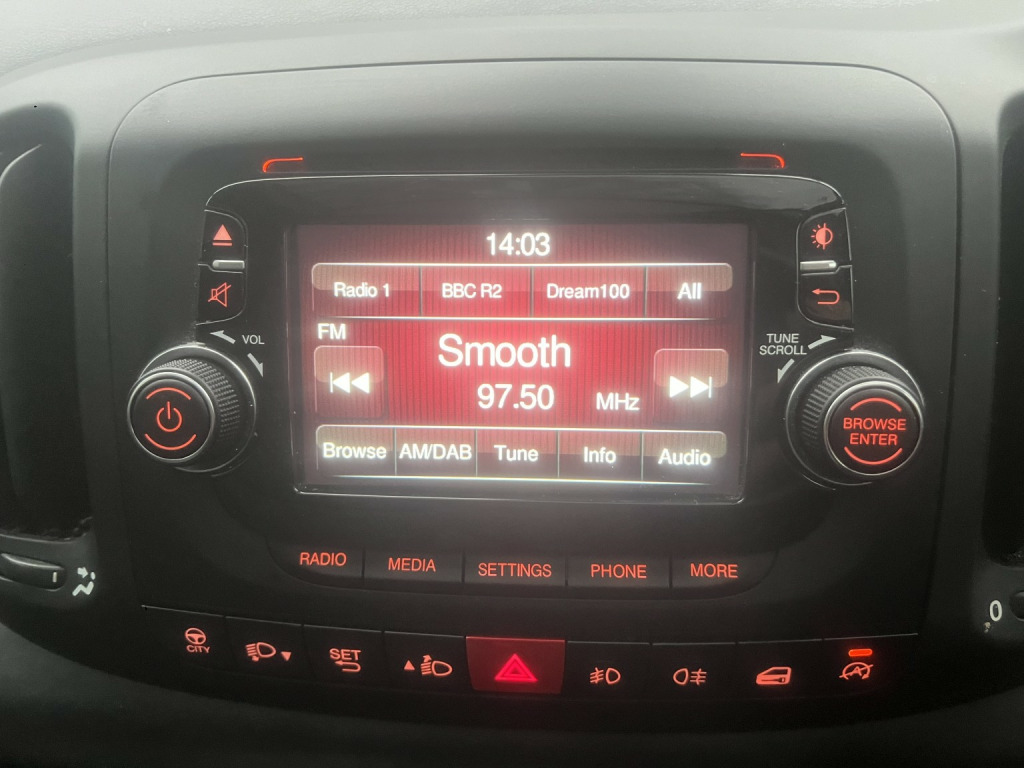 14:03
Radio 1 BBC R2 Dream100 All
FM
VOL
TUNE
SCROLL
Smooth
97.50 MHz
BROWSE
ENTER
Browse AM/DAB Tune Info Audio
RADIO MEDIA SETTINGS PHONE MORE
0
CITY
SET